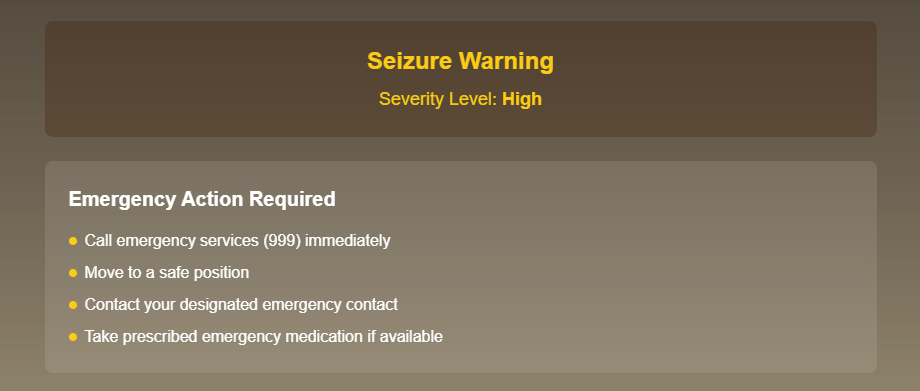 Seizure Warning
Severity Level: High
Emergency Action Required
Call emergency services (999) immediately
Move to a safe position
Contact your designated emergency contact
Take prescribed emergency medication if available